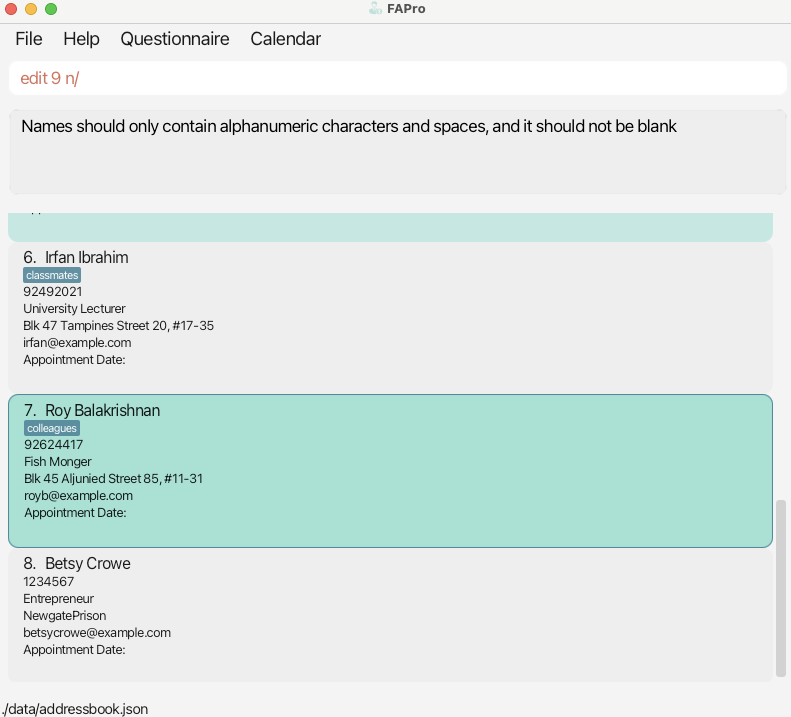 FAPro
File Help Questionnaire Calendar
edit 9 n/
Names should only contain alphanumeric characters and spaces, and it should not be blank
6. Irfan Ibrahim
classmates
92492021
University Lecturer
Blk 47 Tampines Street 20, #17-35
irfan@example.com
Appointment Date:
7. Roy Balakrishnan
colleagues
92624417
Fish Monger
Blk 45 Aljunied Street 85, #11-31
royb@example.com
Appointment Date:
8. Betsy Crowe
1234567
Entrepreneur
NewgatePrison
betsycrowe@example.com
Appointment Date:
./data/addressbook.json